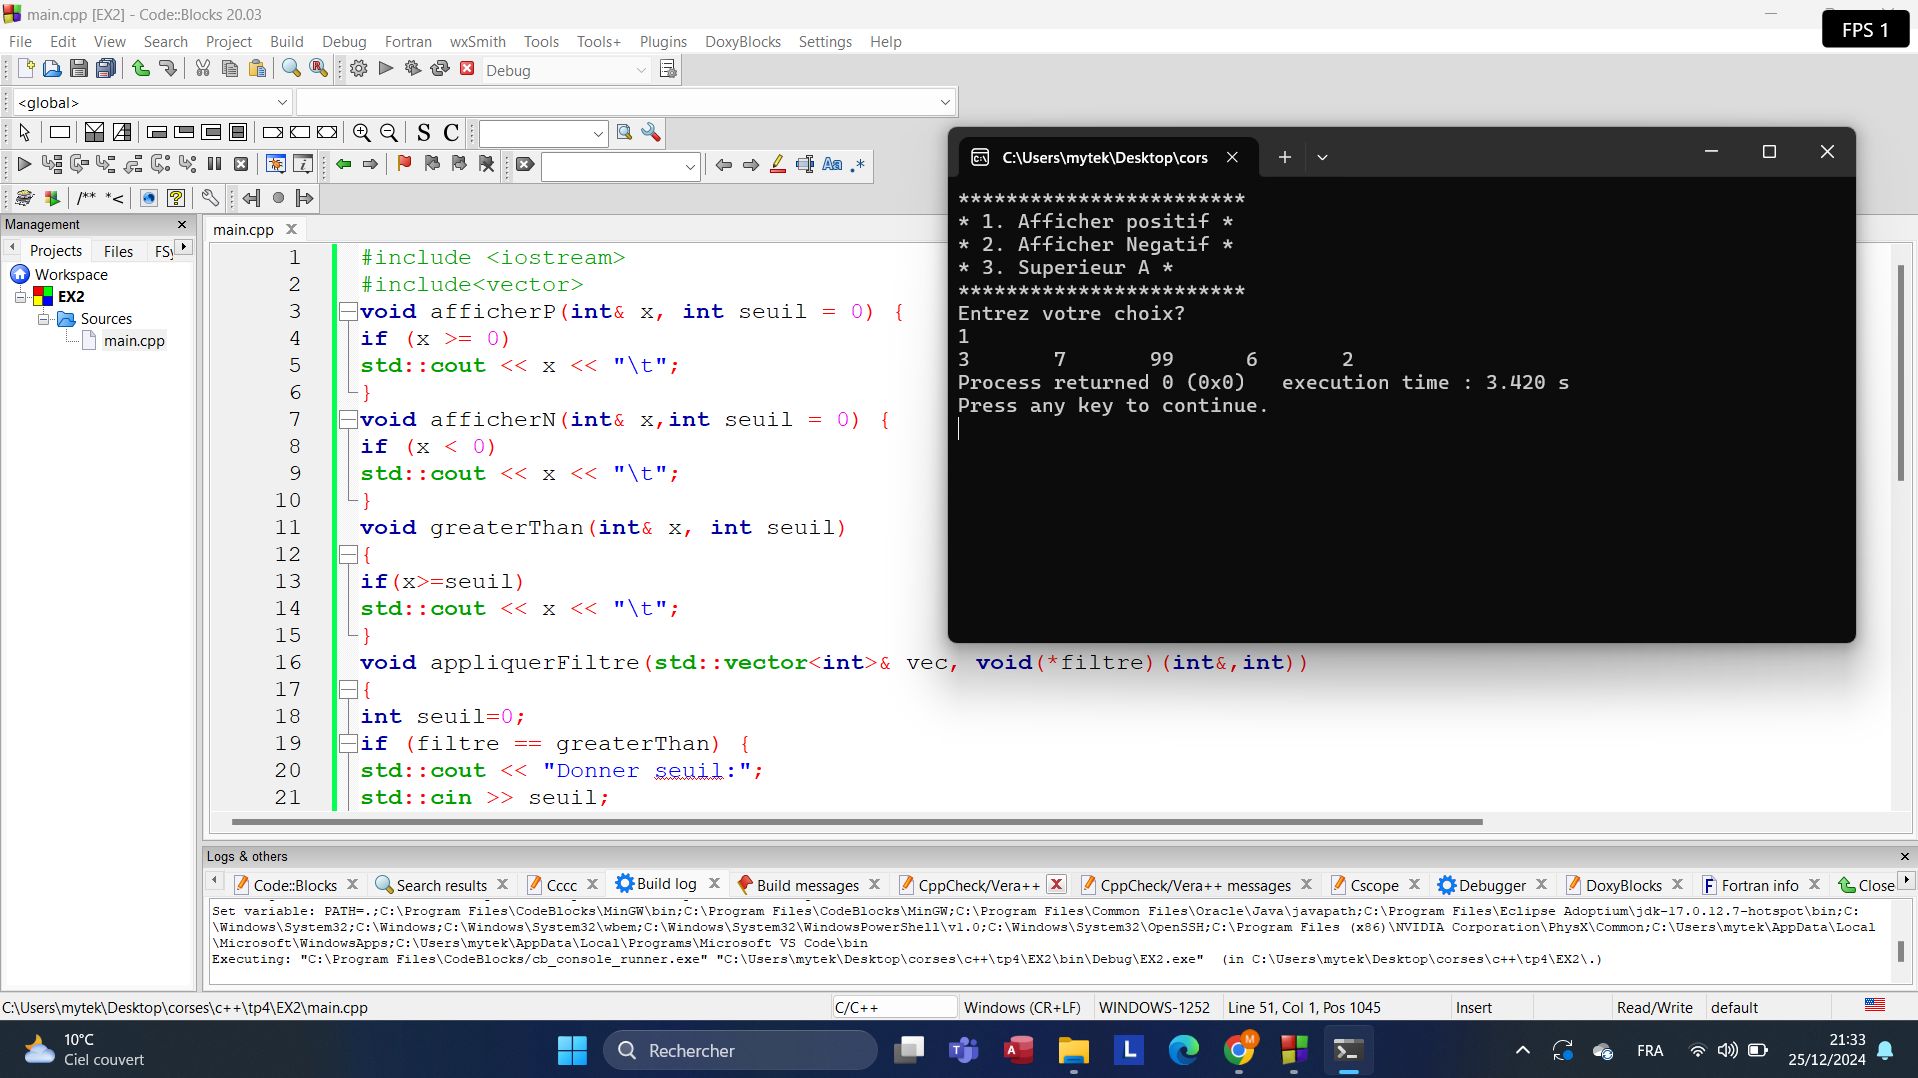 main.cpp [EX2] - Code::Blocks 20.03
FPS 1
File Edit View Search Project Build Debug Fortran wxSmith Tools Tools+ Plugins DoxyBlocks Settings Help
Debug
<global>
S C
Aa .*
/** *<
Management
Projects Files FSy
Workspace
EX2
Sources
main.cpp
main.cpp
1 #include <iostream>
2 #include<vector>
3 void afficherP(int& x, int seuil = 0) {
4 if (x >= 0)
5 std::cout << x << "\t";
6 }
7 void afficherN(int& x,int seuil = 0) {
8 if (x < 0)
9 std::cout << x << "\t";
10 }
11 void greaterThan(int& x, int seuil)
12 {
13 if(x>=seuil)
14 std::cout << x << "\t";
15 }
16 void appliquerFiltre(std::vector<int>& vec, void(*filtre)(int&,int))
17 {
18 int seuil=0;
19 if (filtre == greaterThan) {
20 std::cout << "Donner seuil:";
21 std::cin >> seuil;
C:\Users\mytek\Desktop\cors
************************
* 1. Afficher positif *
* 2. Afficher Negatif *
* 3. Superieur A *
************************
Entrez votre choix?
1
3 7 99 6 2
Process returned 0 (0x0) execution time : 3.420 s
Press any key to continue.
Logs & others
Code::Blocks Search results Cccc Build log Build messages CppCheck/Vera++ CppCheck/Vera++ messages Cscope Debugger DoxyBlocks Fortran info Close
Set variable: PATH=.;C:\Program Files\CodeBlocks\MinGW\bin;C:\Program Files\CodeBlocks\MinGW;C:\Program Files\Common Files\Oracle\Java\javapath;C:\Program Files\Eclipse Adoptium\jdk-17.0.12.7-hotspot\bin;C:
\Windows\System32;C:\Windows;C:\Windows\System32\wbem;C:\Windows\System32\WindowsPowerShell\v1.0;C:\Windows\System32\OpenSSH;C:\Program Files (x86)\NVIDIA Corporation\PhysX\Common;C:\Users\mytek\AppData\Local
\Microsoft\WindowsApps;C:\Users\mytek\AppData\Local\Programs\Microsoft VS Code\bin
Executing: "C:\Program Files\CodeBlocks/cb_console_runner.exe" "C:\Users\mytek\Desktop\corses\c++\tp4\EX2\bin\Debug\EX2.exe" (in C:\Users\mytek\Desktop\corses\c++\tp4\EX2\.)
C:\Users\mytek\Desktop\corses\c++\tp4\EX2\main.cpp C/C++ Windows (CR+LF) WINDOWS-1252 Line 51, Col 1, Pos 1045 Insert Read/Write default
10°C
Ciel couvert
Rechercher
FRA
21:33
25/12/2024